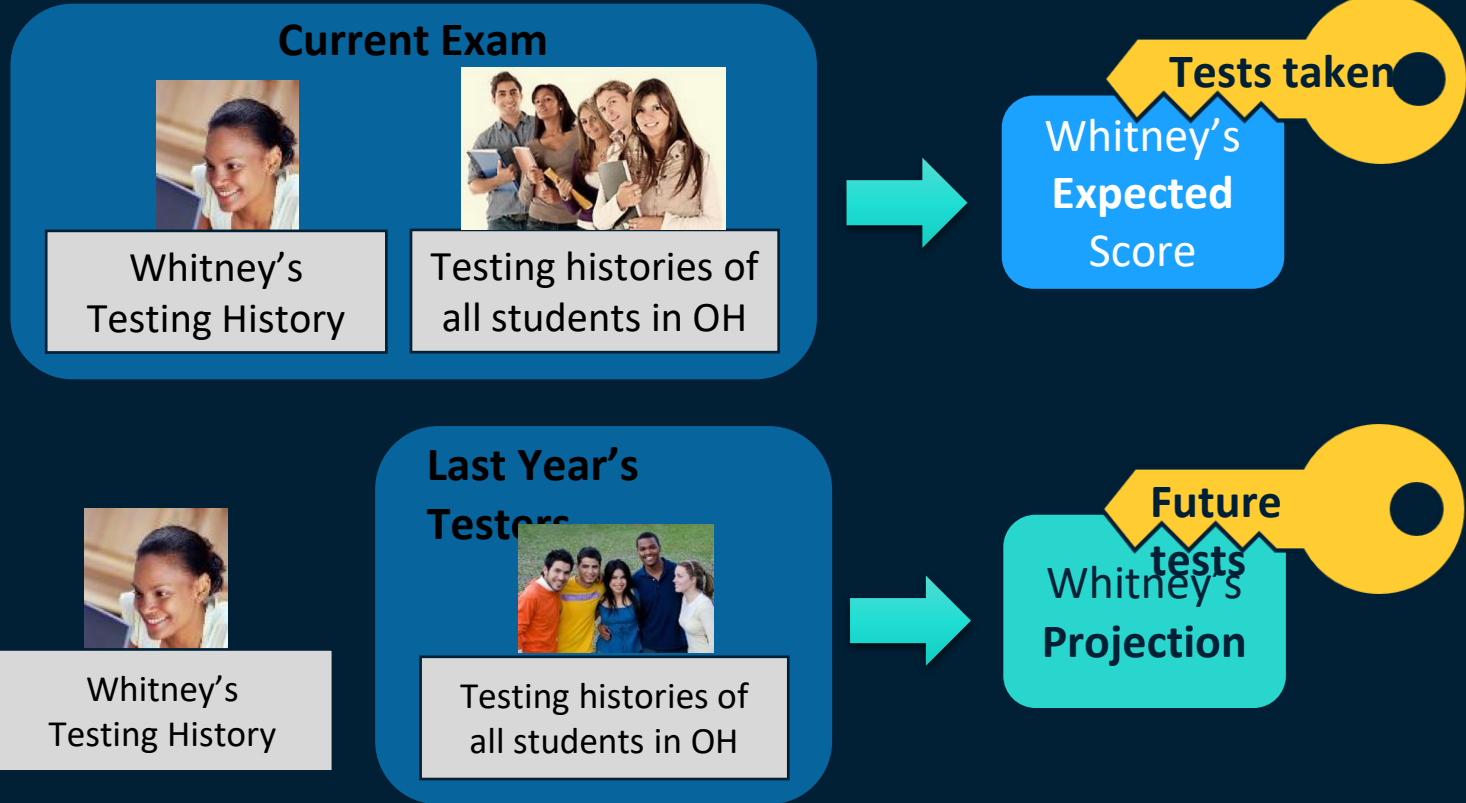 Current Exam
Whitney's
Testing History
Testing histories of
all students in OH
Tests taken
Whitney's
Expected
Score
Last Year's
Testers
Whitney's
Testing History
Testing histories of
all students in OH
Future
tests
Whitney's
Projection